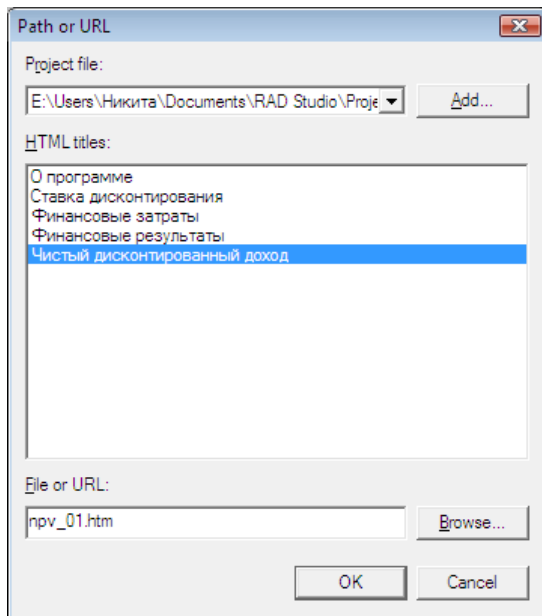 Path or URL
Project file:
E:\Users\Никита\Documents\RAD Studio\Proje
Add...
HTML titles:
О программе
Ставка дисконтирования
Финансовые затраты
Финансовые результаты
Чистый дисконтированный доход
File or URL:
npv_01.htm
Browse...
OK
Cancel